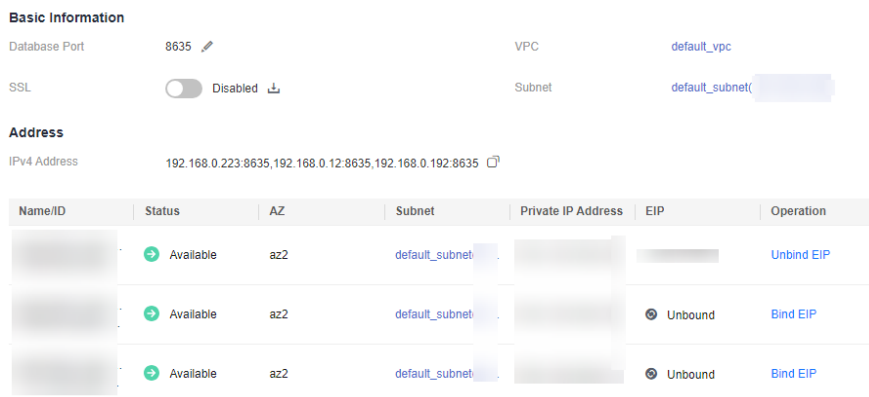 Basic Information
Database Port 8635 VPC default_vpc
SSL Disabled Subnet default_subnet(
Address
IPv4 Address 192.168.0.223:8635,192.168.0.12:8635,192.168.0.192:8635
Name/ID Status AZ Subnet Private IP Address EIP Operation
Available az2 default_subnet Unbind EIP
Available az2 default_subnet Unbound Bind EIP
Available az2 default_subnet Unbound Bind EIP